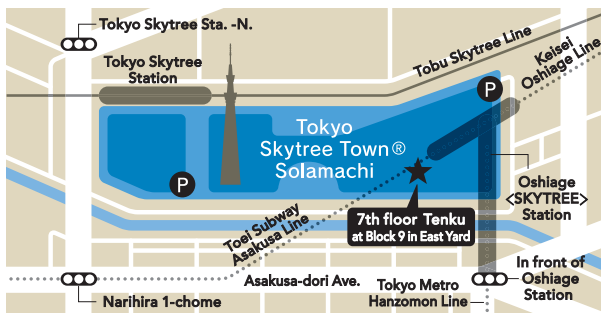 Tokyo Skytree Sta. -N.
Tokyo Skytree
Station
Tobu Skytree Line
Keisei
Oshiage Line
P
Tokyo
Skytree Town®
Solamachi
P
Oshiage
<SKYTREE>
Station
7th floor Tenku
at Block 9 in East Yard
Toei Subway
Asakusa Line
Asakusa-dori Ave.
Tokyo Metro
Hanzomon Line
In front of
Oshiage
Station
Narihira 1-chome